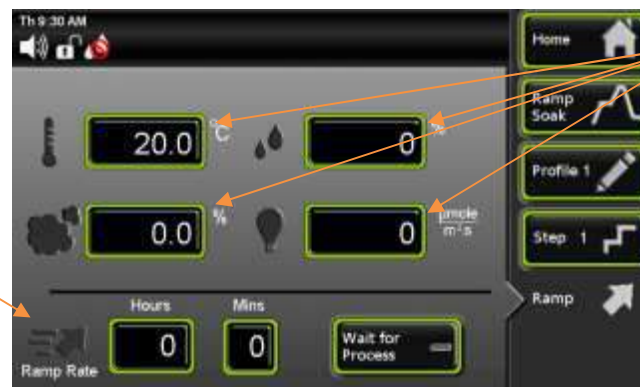 Th 9:30 AM
Home
Ramp
Soak
20.0 °C
0 %
Profile 1
0.0 %
0 µmole
m² s
Step 1
Hours
Mins
Ramp
Ramp Rate
0
0
Wait for
Process